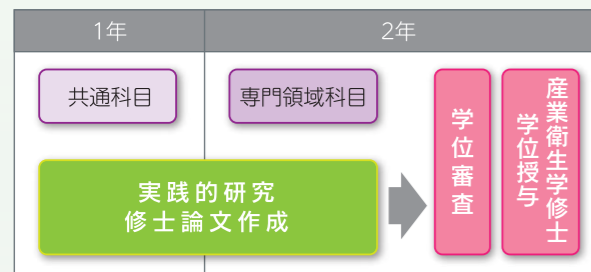 1年
2年
共通科目
専門領域科目
実践的研究
修士論文作成
学位審査
産業衛生学修士
学位授与